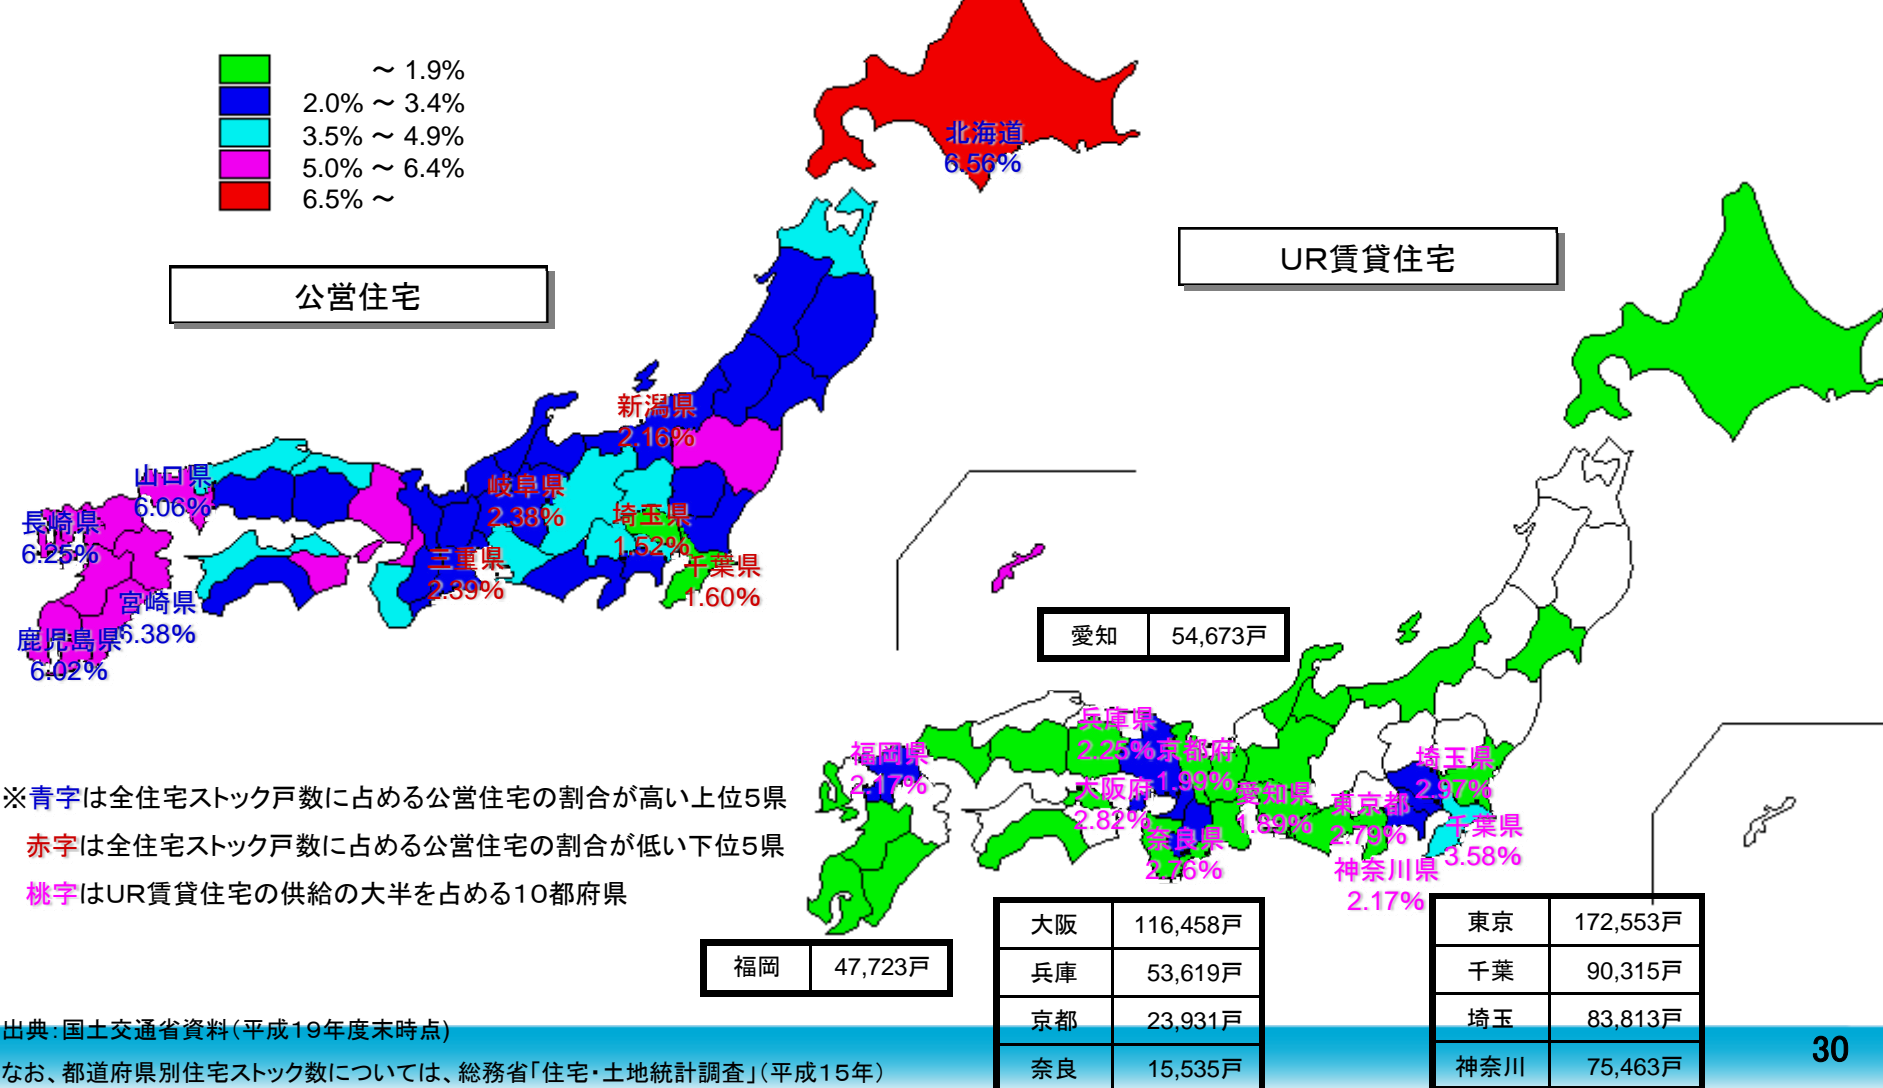 ～ 1.9%
2.0% ～ 3.4%
3.5% ～ 4.9%
5.0% ～ 6.4%
6.5% ～
公営住宅
北海道
6.56%
新潟県
2.16%
岐阜県
2.38%
埼玉県
1.52%
千葉県
1.60%
三重県
2.39%
山口県
6.06%
長崎県
6.25%
宮崎県
6.38%
鹿児島県
6.02%
UR賃貸住宅
愛知 54,673戸
兵庫県
2.25%
京都府
1.99%
福岡県
2.17%
大阪府
2.82%
奈良県
2.76%
愛知県
1.89%
埼玉県
2.97%
東京都
2.79%
千葉県
3.58%
神奈川県
2.17%
※青字は全住宅ストック戸数に占める公営住宅の割合が高い上位5県
赤字は全住宅ストック戸数に占める公営住宅の割合が低い下位5県
桃字はUR賃貸住宅の供給の大半を占める10都府県
福岡 47,723戸
大阪 116,458戸
兵庫 53,619戸
京都 23,931戸
奈良 15,535戸
東京 172,553戸
千葉 90,315戸
埼玉 83,813戸
神奈川 75,463戸
出典：国土交通省資料（平成19年度末時点）
なお、都道府県別住宅ストック数については、総務省「住宅・土地統計調査」（平成15年）
30